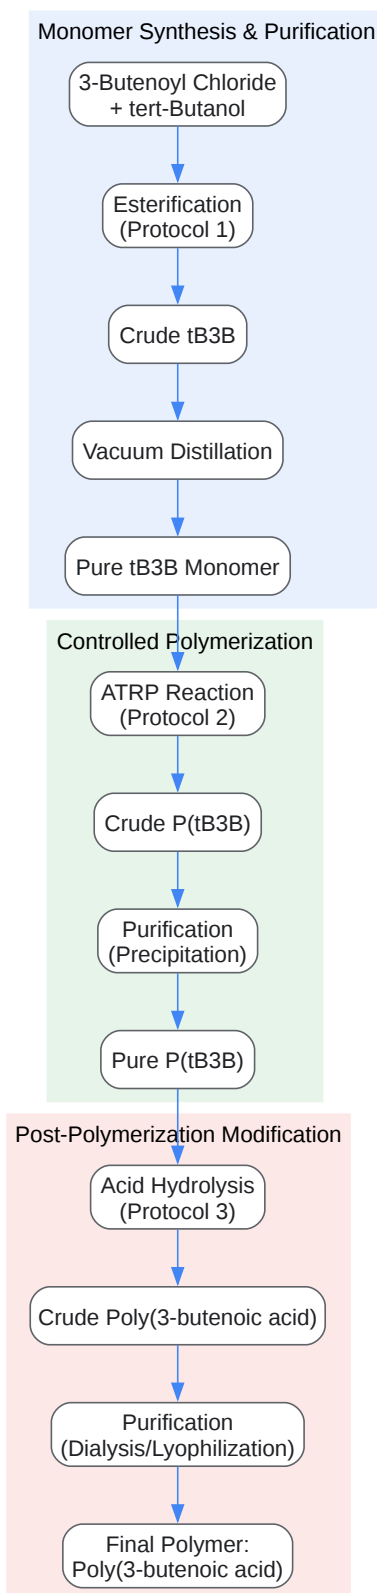 Monomer Synthesis & Purification
3-Butenoyl Chloride
+ tert-Butanol
Esterification
(Protocol 1)
Crude tB3B
Vacuum Distillation
Pure tB3B Monomer
Controlled Polymerization
ATRP Reaction
(Protocol 2)
Crude P(tB3B)
Purification
(Precipitation)
Pure P(tB3B)
Post-Polymerization Modification
Acid Hydrolysis
(Protocol 3)
Crude Poly(3-butenoic acid)
Purification
(Dialysis/Lyophilization)
Final Polymer:
Poly(3-butenoic acid)